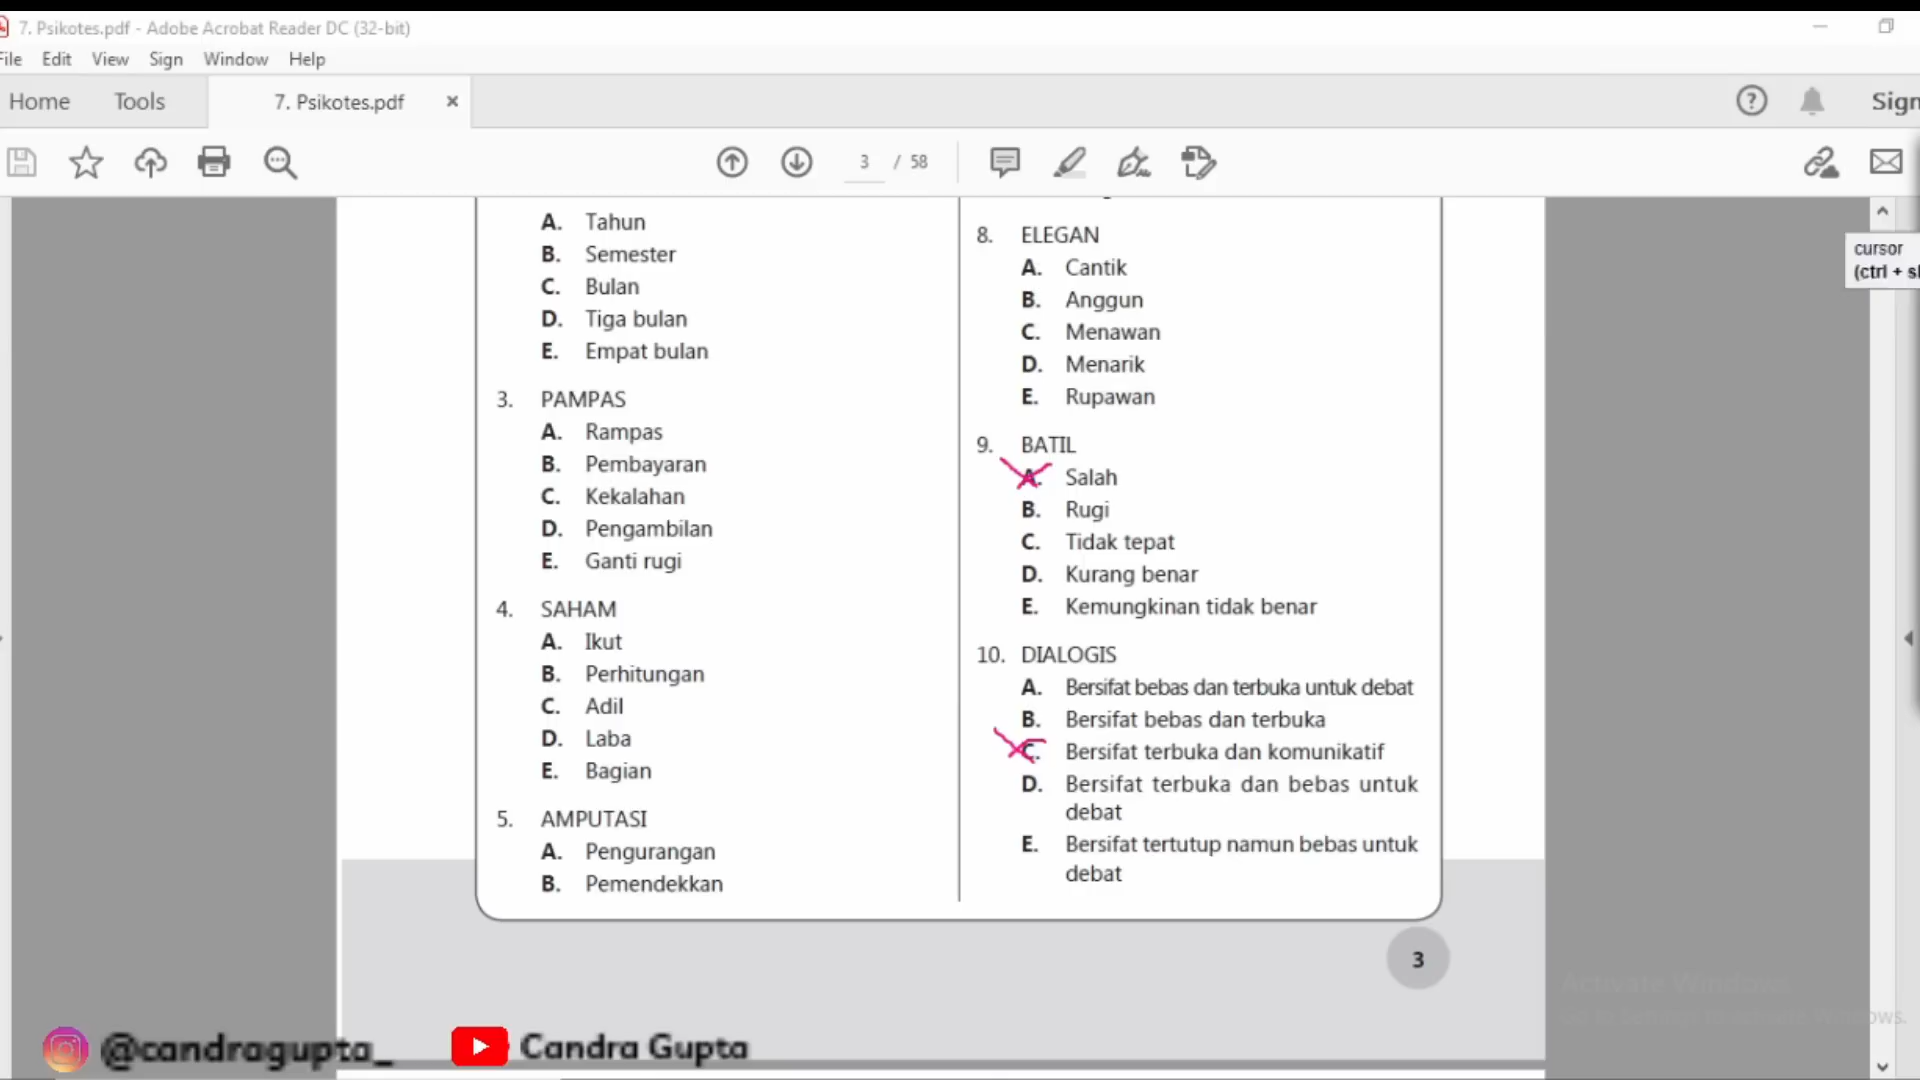 7. Psikotes.pdf - Adobe Acrobat Reader DC (32-bit)
File Edit View Sign Window Help
Home Tools 7. Psikotes.pdf × Sign
3 / 58
cursor
(ctrl +
A. Tahun
B. Semester
C. Bulan
D. Tiga bulan
E. Empat bulan
3. PAMPAS
A. Rampas
B. Pembayaran
C. Kekalahan
D. Pengambilan
E. Ganti rugi
4. SAHAM
A. Ikut
B. Perhitungan
C. Adil
D. Laba
E. Bagian
5. AMPUTASI
A. Pengurangan
B. Pemendekkan
8. ELEGAN
A. Cantik
B. Anggun
C. Menawan
D. Menarik
E. Rupawan
9. BATIL
A. Salah
B. Rugi
C. Tidak tepat
D. Kurang benar
E. Kemungkinan tidak benar
10. DIALOGIS
A. Bersifat bebas dan terbuka untuk debat
B. Bersifat bebas dan terbuka
C. Bersifat terbuka dan komunikatif
D. Bersifat terbuka dan bebas untuk
debat
E. Bersifat tertutup namun bebas untuk
debat
3
Activate Windows
@candragupta_ Candra Gupta